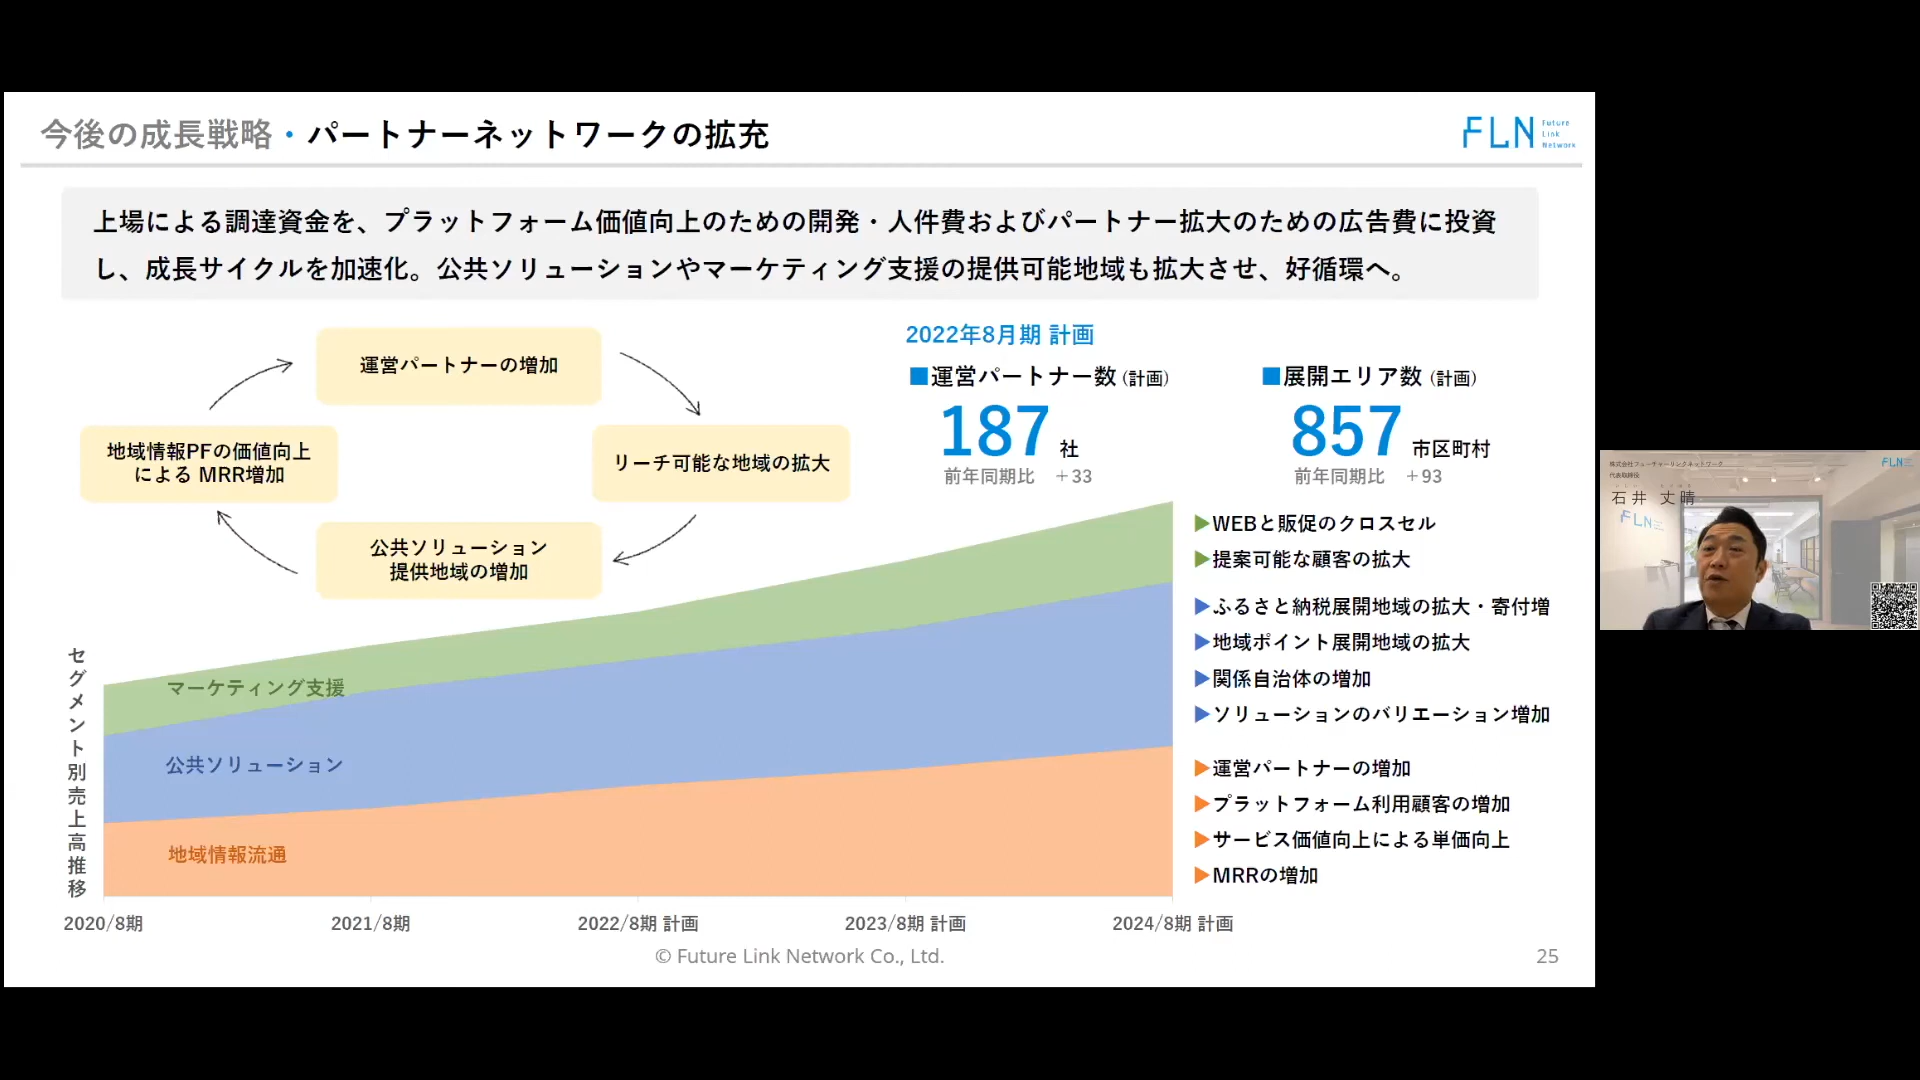 今後の成長戦略・パートナーネットワークの拡充
FLN Future Link Network
上場による調達資金を、プラットフォーム価値向上のための開発・人件費およびパートナー拡大のための広告費に投資
し、成長サイクルを加速化。公共ソリューションやマーケティング支援の提供可能地域も拡大させ、好循環へ。
運営パートナーの増加
リーチ可能な地域の拡大
公共ソリューション
提供地域の増加
地域情報PFの価値向上
による MRR増加
2022年8月期 計画
■運営パートナー数 (計画)
187 社
前年同期比 +33
■展開エリア数 (計画)
857 市区町村
前年同期比 +93
セグメント別売上高推移
マーケティング支援
公共ソリューション
地域情報流通
▶WEBと販促のクロスセル
▶提案可能な顧客の拡大
▶ふるさと納税展開地域の拡大・寄付増
▶地域ポイント展開地域の拡大
▶関係自治体の増加
▶ソリューションのバリエーション増加
▶運営パートナーの増加
▶プラットフォーム利用顧客の増加
▶サービス価値向上による単価向上
▶MRRの増加
2020/8期
2021/8期
2022/8期 計画
2023/8期 計画
2024/8期 計画
© Future Link Network Co., Ltd.
25
株式会社フューチャーリンクネットワーク
代表取締役
石井 丈晴
FLN
FLN